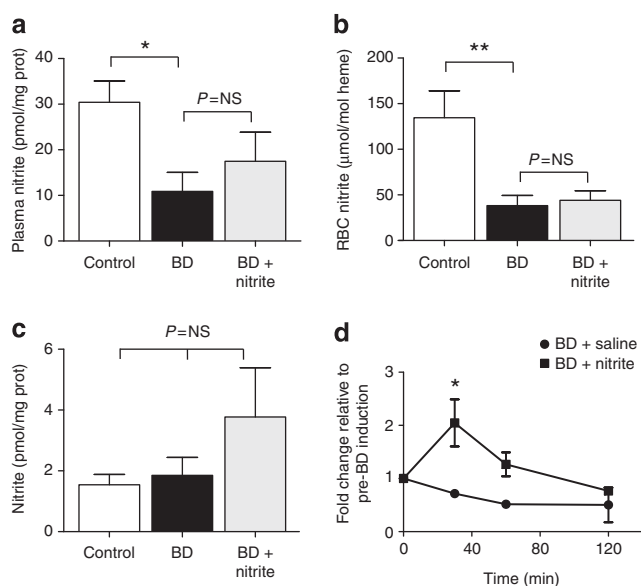 a
Plasma nitrite (pmol/mg prot)
40
30
20
10
0
*
P=NS
Control
BD
BD +
nitrite
b
RBC nitrite (μmol/mol heme)
200
150
100
50
0
**
P=NS
Control
BD
BD +
nitrite
c
Nitrite (pmol/mg prot)
6
4
2
0
P=NS
Control
BD
BD +
nitrite
d
BD + saline
BD + nitrite
Fold change relative to
pre-BD induction
3
2
1
0
*
0
40
80
120
Time (min)